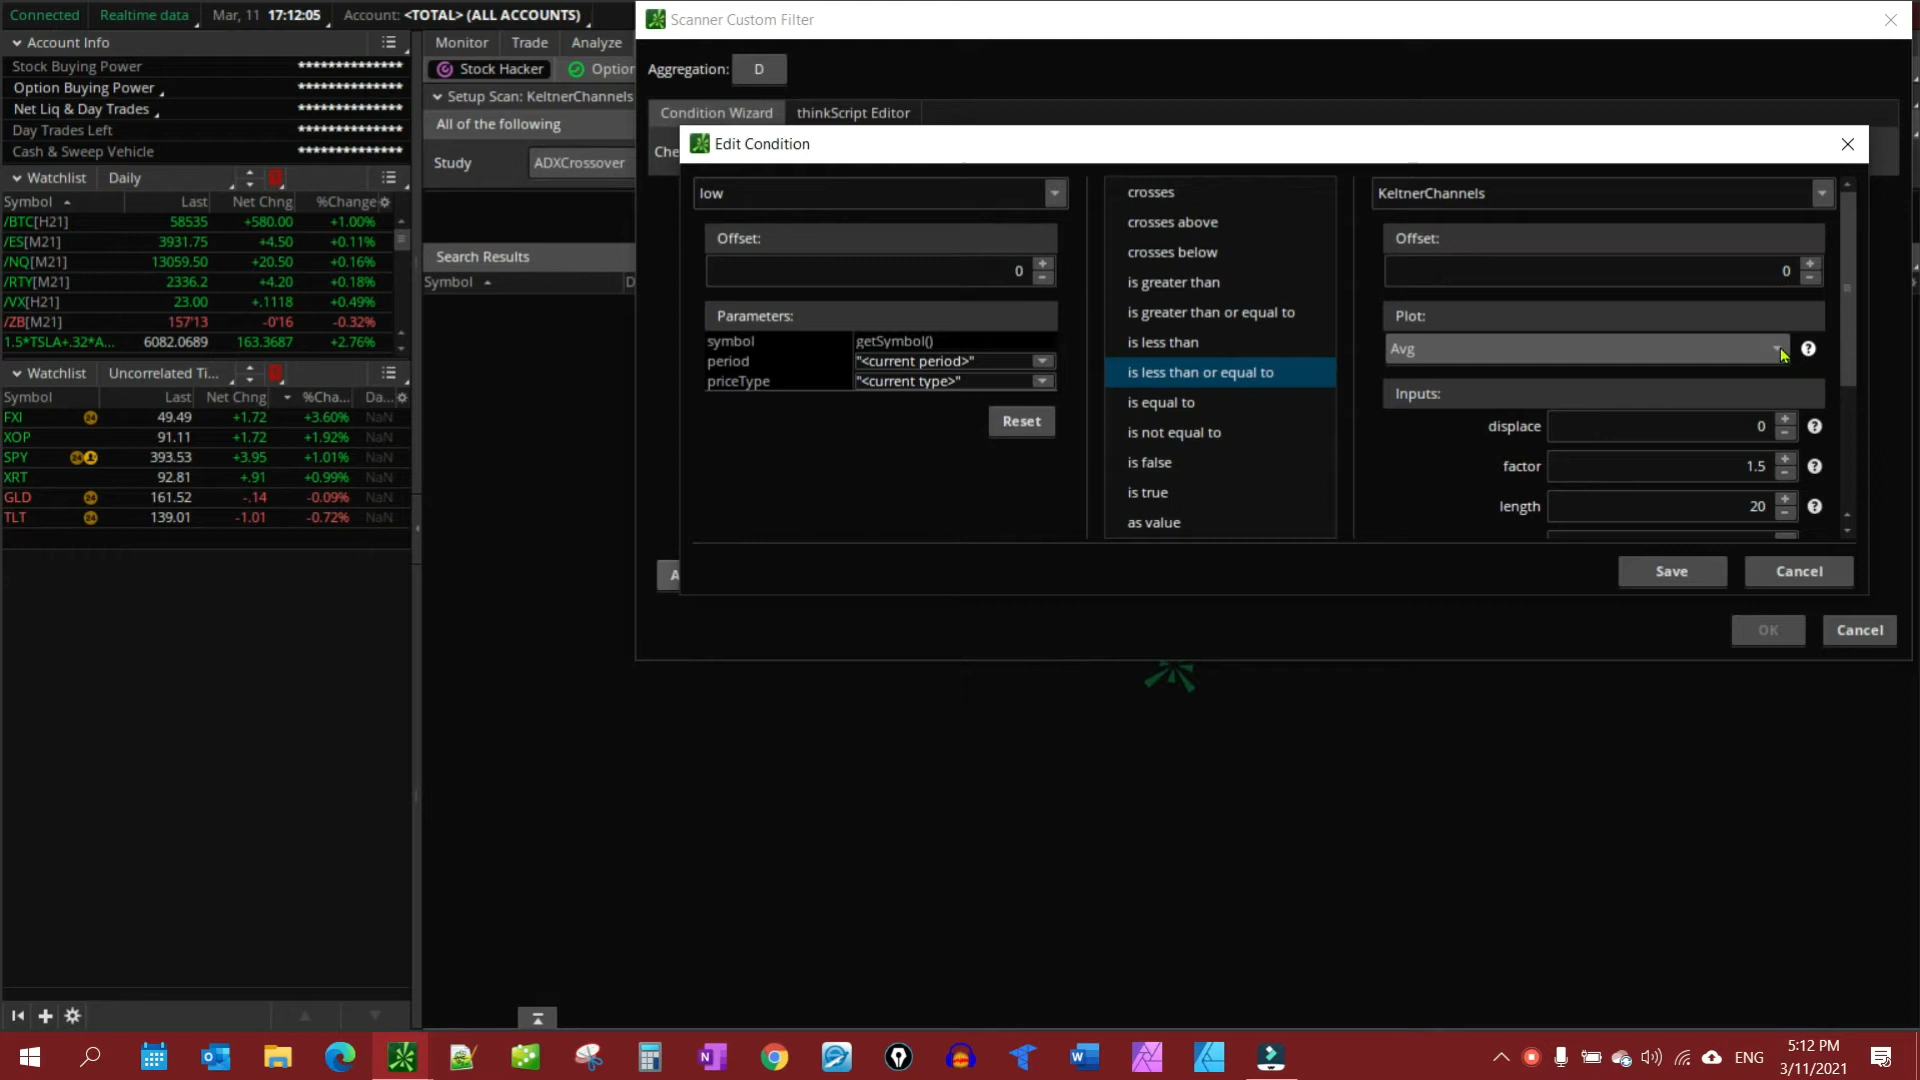 Connected Realtime data Mar, 11 17:12:05 Account: <TOTAL> (ALL ACCOUNTS)
Account Info
Stock Buying Power **************
Option Buying Power **************
Net Liq & Day Trades **************
Day Trades Left **************
Cash & Sweep Vehicle **************
Watchlist Daily
Symbol Last Net Chng %Change
/BTC[H21] 58535 +580.00 +1.00%
/ES[M21] 3931.75 +4.50 +0.11%
/NQ[M21] 13059.50 +20.50 +0.16%
/RTY[M21] 2336.2 +4.20 +0.18%
/VX[H21] 23.00 +.1118 +0.49%
/ZB[M21] 157'13 -0'16 -0.32%
1.5*TSLA+.32*A... 6082.0689 163.3687 +2.76%
Watchlist Uncorrelated Ti...
Symbol Last Net Chng %Cha... Da...
FXI 49.49 +1.72 +3.60% NaN
XOP 91.11 +1.72 +1.92% NaN
SPY 393.53 +3.95 +1.01% NaN
XRT 92.81 +.91 +0.99% NaN
GLD 161.52 -.14 -0.09% NaN
TLT 139.01 -1.01 -0.72% NaN
Monitor Trade Analyze
Stock Hacker Option
Setup Scan: KeltnerChannels
All of the following
Study ADXCrossover
Search Results
Symbol D
Scanner Custom Filter
Aggregation: D
Condition Wizard thinkScript Editor
Che
A
Edit Condition
low
Offset:
0
Parameters:
symbol getSymbol()
period "<current period>"
priceType "<current type>"
Reset
crosses
crosses above
crosses below
is greater than
is greater than or equal to
is less than
is less than or equal to
is equal to
is not equal to
is false
is true
as value
KeltnerChannels
Offset:
0
Plot:
Avg ?
Inputs:
displace 0 ?
factor 1.5 ?
length 20 ?
Save Cancel
OK Cancel
ENG
5:12 PM
3/11/2021